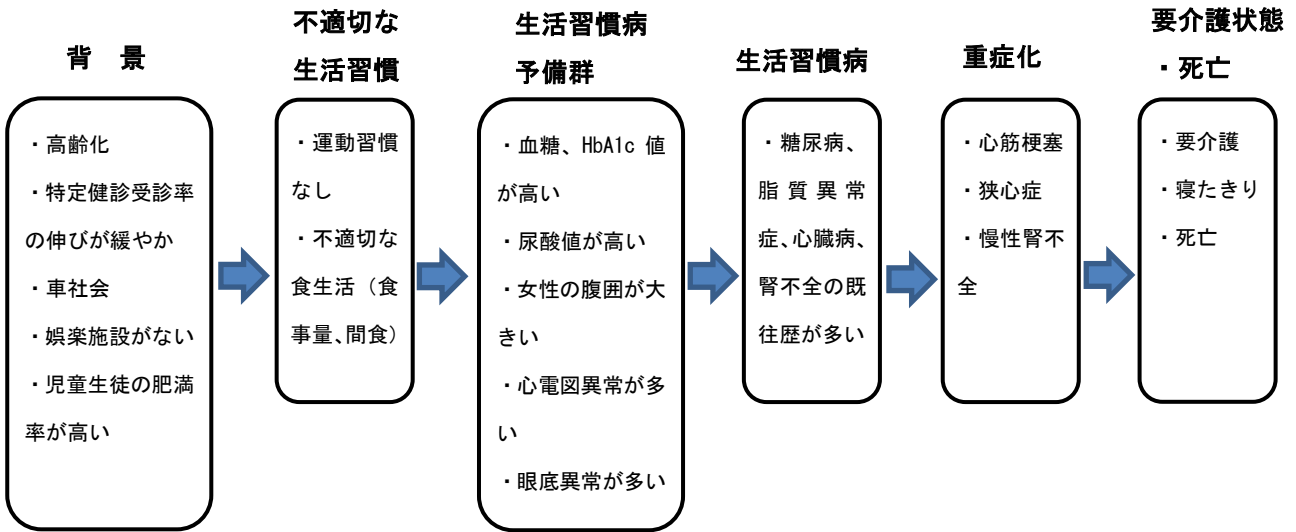 背　景
・高齢化
・特定健診受診率
の伸びが緩やか
・車社会
・娯楽施設がない
・児童生徒の肥満
率が高い
不適切な
生活習慣
・運動習慣
なし
・不適切な
食生活（食
事量、間食）
生活習慣病
予備群
・血糖、HbA1c 値
が高い
・尿酸値が高い
・女性の腹囲が大
きい
・心電図異常が多
い
・眼底異常が多い
生活習慣病
・糖尿病、
脂質異常
症、心臓病、
腎不全の既
往歴が多い
重症化
・心筋梗塞
・狭心症
・慢性腎不
全
要介護状態
・死亡
・要介護
・寝たきり
・死亡